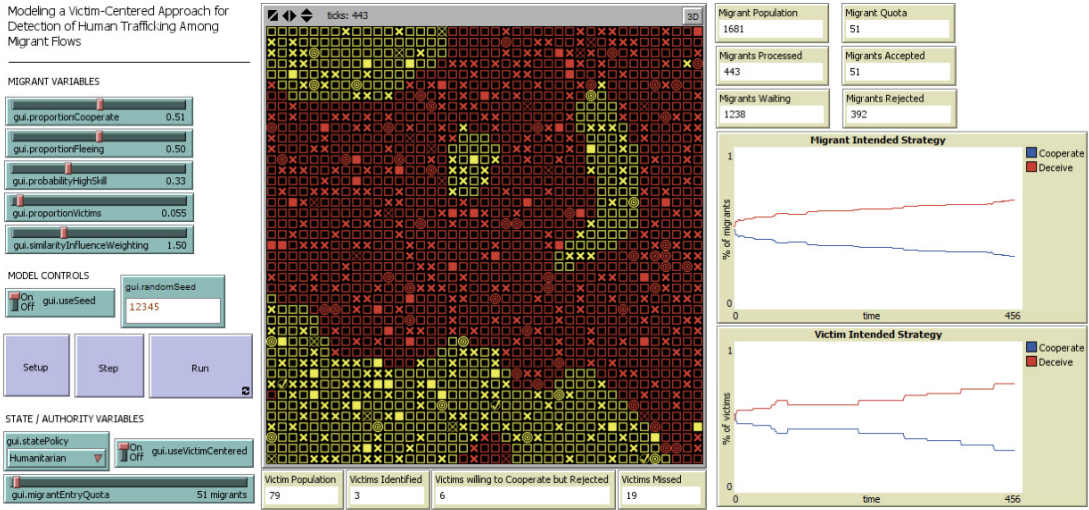 Modeling a Victim-Centered Approach for
Detection of Human Trafficking Among
Migrant Flows
MIGRANT VARIABLES
gui.proportionCooperate 0.51
gui.proportionFleeing 0.50
gui.probabilityHighSkill 0.33
gui.proportionVictims 0.055
gui.similarityInfluenceWeighting 1.50
MODEL CONTROLS
On
Off
gui.useSeed
gui.randomSeed
12345
Setup
Step
Run
STATE / AUTHORITY VARIABLES
gui.statePolicy
Humanitarian
On
Off
gui.useVictimCentered
gui.migrantEntryQuota 51 migrants
ticks: 443
3D
Victim Population
79
Victims Identified
3
Victims willing to Cooperate but Rejected
6
Victims Missed
19
Migrant Population
1681
Migrant Quota
51
Migrants Processed
443
Migrants Accepted
51
Migrants Waiting
1238
Migrants Rejected
392
Migrant Intended Strategy
1
% of migrants
0
0
time
456
Cooperate
Deceive
Victim Intended Strategy
1
% of victims
0
0
time
456
Cooperate
Deceive